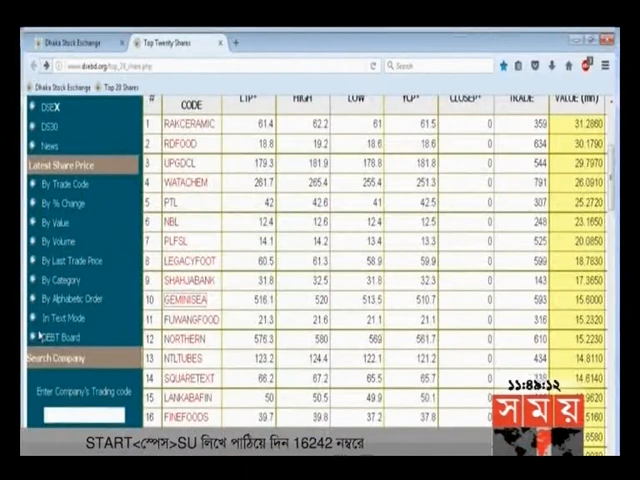 Dhaka Stock Exchange × Top Twenty Shares × +
www.dsebd.org/top_20_share.php Search
Dhaka Stock Exchange Top 20 Shares
DSEX
DS30
News
Latest Share Price
By Trade Code
By % Change
By Value
By Volume
By Last Trade Price
By Category
By Alphabetic Order
In Text Mode
DEBT Board
Search Company
Enter Company's Trading code
# CODE LTP* HIGH LOW YCP* CLOSEP* TRADE VALUE (mn)
1 RAKCERAMIC 61.4 62.2 61 61.5 0 359 31.2860
2 RDFOOD 18.8 19.2 18.6 18.6 0 634 30.1790
3 UPGDCL 179.3 181.9 178.8 181.8 0 544 29.7970
4 WATACHEM 261.7 265.4 255.4 251.3 0 791 26.0910
5 PTL 42 42.6 41 42.5 0 307 25.2720
6 NBL 12.4 12.6 12.4 12.5 0 248 23.1650
7 PLFSL 14.1 14.2 13.4 13.3 0 525 20.0850
8 LEGACYFOOT 60.5 61.3 58.9 59.9 0 599 18.7830
9 SHAHJABANK 31.8 32.5 31.8 32.3 0 143 17.3650
10 GEMINISEA 516.1 520 513.5 510.7 0 593 15.6000
11 FUWANGFOOD 21.3 21.6 21.1 21.1 0 316 15.2320
12 NORTHERN 576.3 580 569 561.7 0 610 15.2230
13 NTLTUBES 123.2 124.4 122.1 121.2 0 434 14.8110
14 SQUARETEXT 66.2 67.2 65.5 65.7 0 14.6140
15 LANKABAFIN 50 50.5 49.9 50.1 0
16 FINEFOODS 39.7 39.8 37.2 37.8 0
১১:৪৯:১২
সময়
START<স্পেস>SU লিখে পাঠিয়ে দিন 16242 নম্বরে